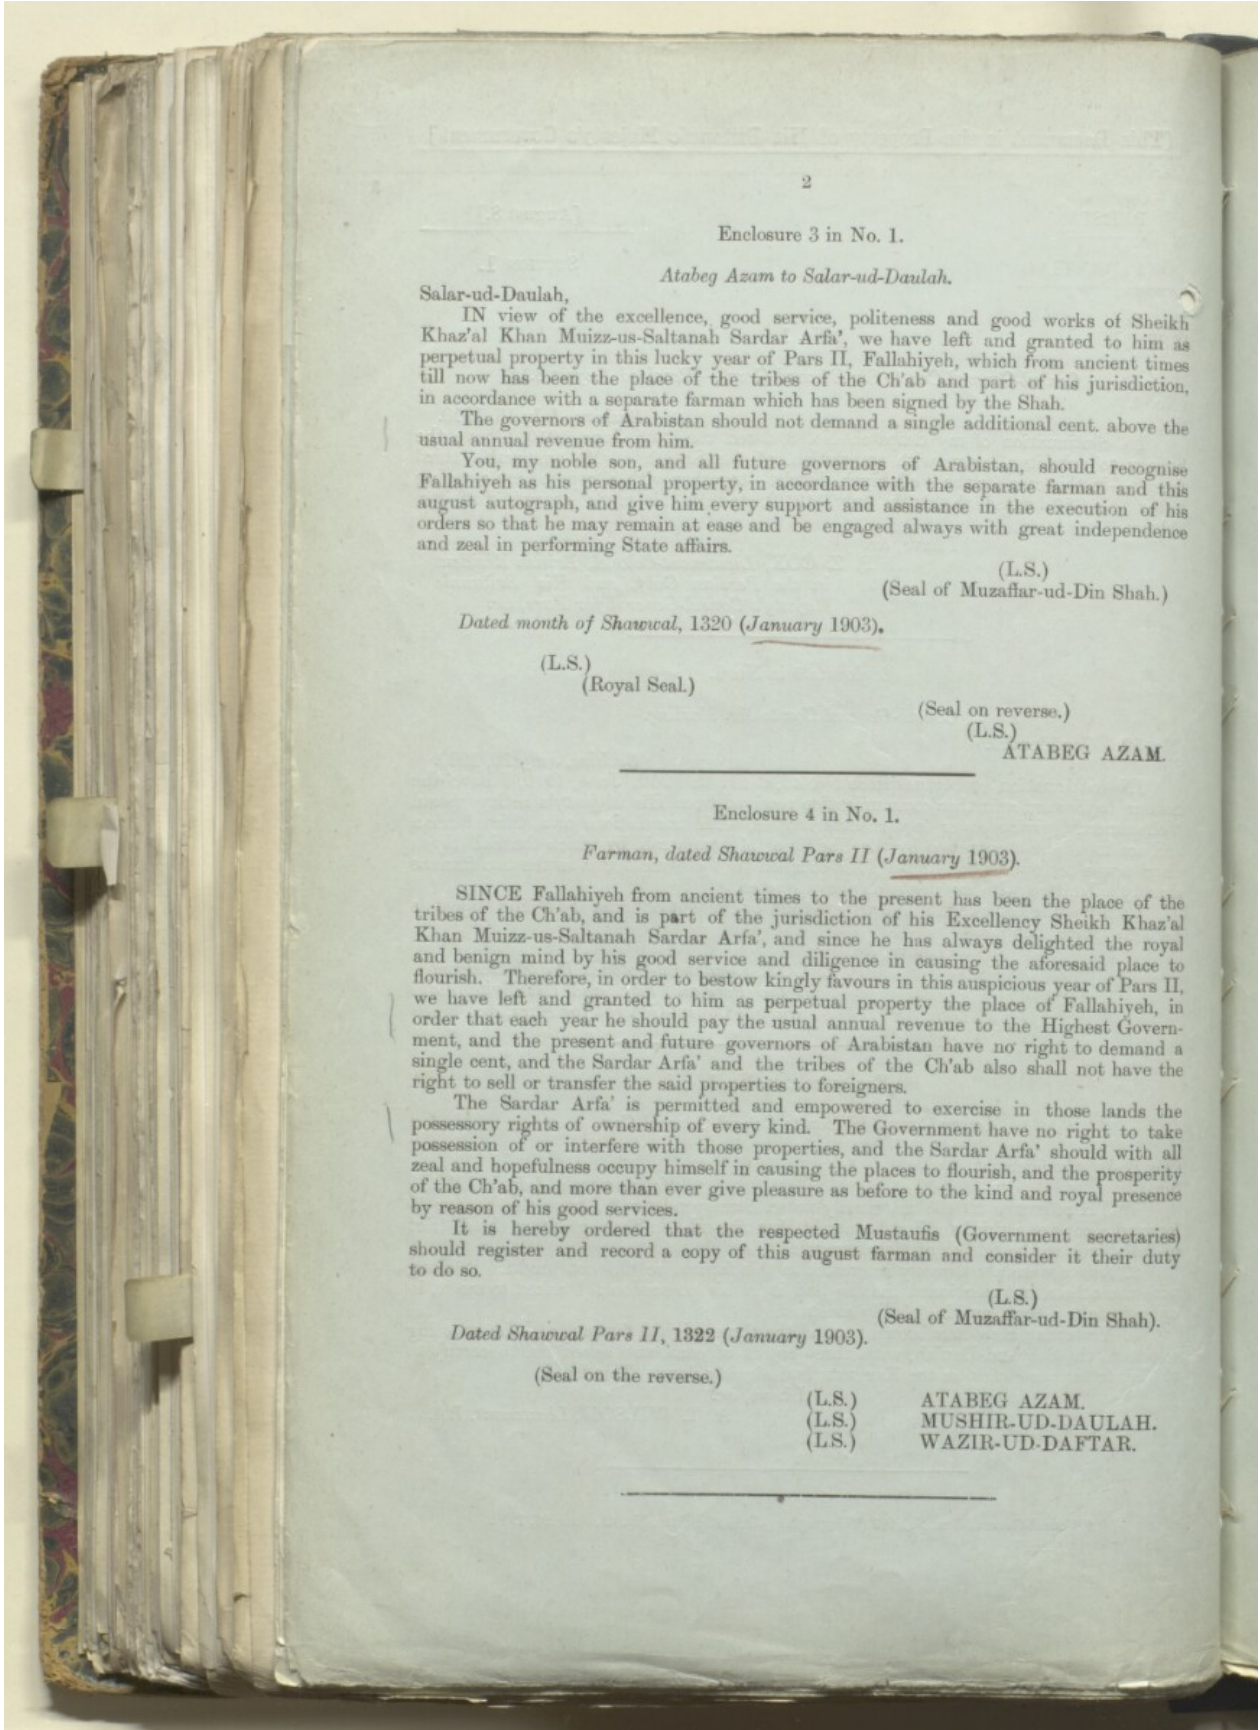 2
Enclosure 3 in No. 1.
Atabeg Azam to Salar-ud-Daulah.
Salar-ud-Daulah,
IN view of the excellence, good service, politeness and good works of Sheikh
Khaz'al Khan Muizz-us-Saltanah Sardar Arfa', we have left and granted to him as
perpetual property in this lucky year of Pars II, Fallahiyeh, which from ancient times
till now has been the place of the tribes of the Ch'ab and part of his jurisdiction,
in accordance with a separate farman which has been signed by the Shah.
The governors of Arabistan should not demand a single additional cent. above the
usual annual revenue from him.
You, my noble son, and all future governors of Arabistan, should recognise
Fallahiyeh as his personal property, in accordance with the separate farman and this
august autograph, and give him every support and assistance in the execution of his
orders so that he may remain at ease and be engaged always with great independence
and zeal in performing State affairs.
(L.S.)
(Seal of Muzaffar-ud-Din Shah.)
Dated month of Shawwal, 1320 (January 1903).
(L.S.)
(Royal Seal.)
(Seal on reverse.)
(L.S.)
ATABEG AZAM.
Enclosure 4 in No. 1.
Farman, dated Shawwal Pars II (January 1903).
SINCE Fallahiyeh from ancient times to the present has been the place of the
tribes of the Ch'ab, and is part of the jurisdiction of his Excellency Sheikh Khaz'al
Khan Muizz-us-Saltanah Sardar Arfa', and since he has always delighted the royal
and benign mind by his good service and diligence in causing the aforesaid place to
flourish. Therefore, in order to bestow kingly favours in this auspicious year of Pars II,
we have left and granted to him as perpetual property the place of Fallahiyeh, in
order that each year he should pay the usual annual revenue to the Highest Govern-
ment, and the present and future governors of Arabistan have no right to demand a
single cent, and the Sardar Arfa' and the tribes of the Ch'ab also shall not have the
right to sell or transfer the said properties to foreigners.
The Sardar Arfa' is permitted and empowered to exercise in those lands the
possessory rights of ownership of every kind. The Government have no right to take
possession of or interfere with those properties, and the Sardar Arfa' should with all
zeal and hopefulness occupy himself in causing the places to flourish, and the prosperity
of the Ch'ab, and more than ever give pleasure as before to the kind and royal presence
by reason of his good services.
It is hereby ordered that the respected Mustaufis (Government secretaries)
should register and record a copy of this august farman and consider it their duty
to do so.
(L.S.)
(Seal of Muzaffar-ud-Din Shah).
Dated Shawwal Pars II, 1322 (January 1903).
(Seal on the reverse.)
(L.S.) ATABEG AZAM.
(L.S.) MUSHIR-UD-DAULAH.
(L.S.) WAZIR-UD-DAFTAR.